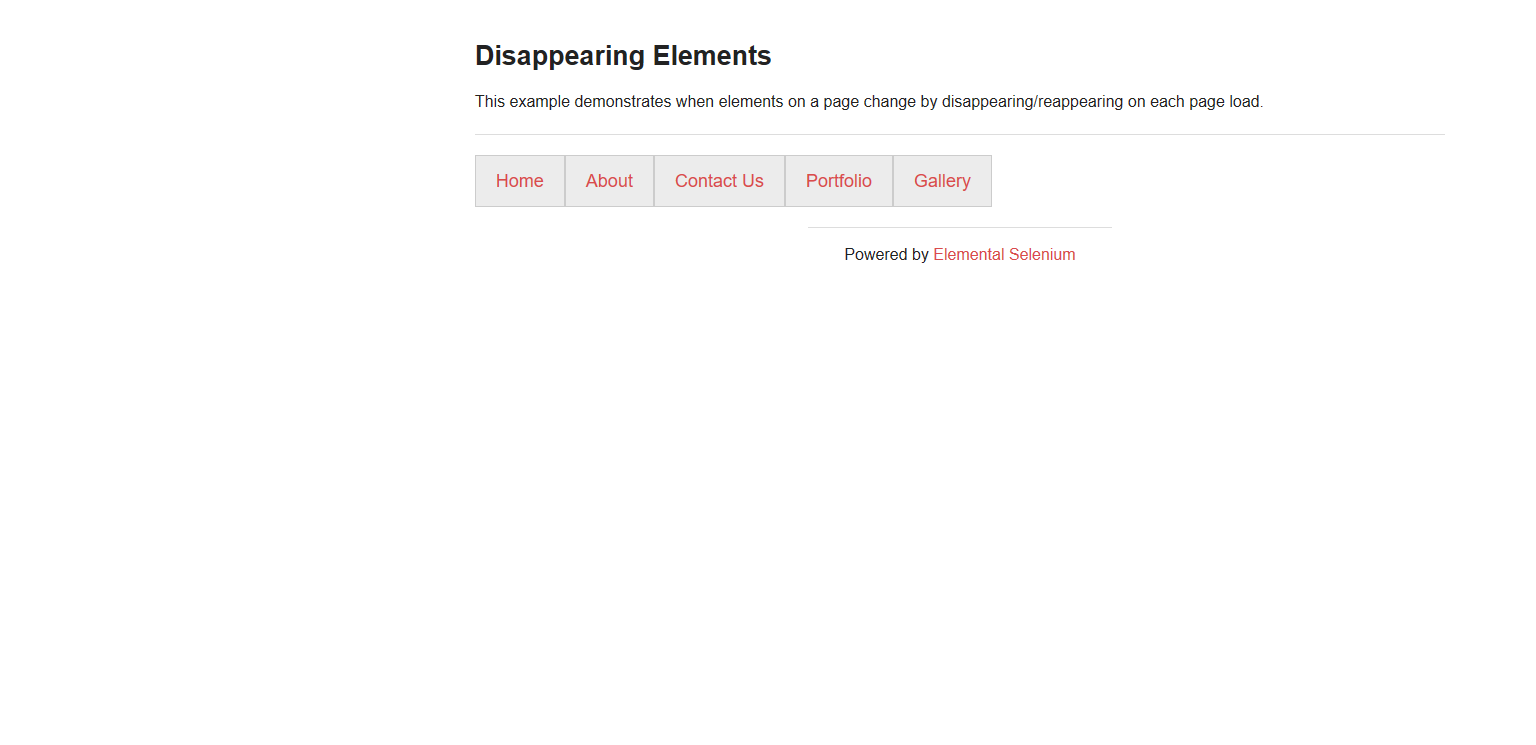 Disappearing Elements
This example demonstrates when elements on a page change by disappearing/reappearing on each page load.
Home About Contact Us Portfolio Gallery
Powered by Elemental Selenium